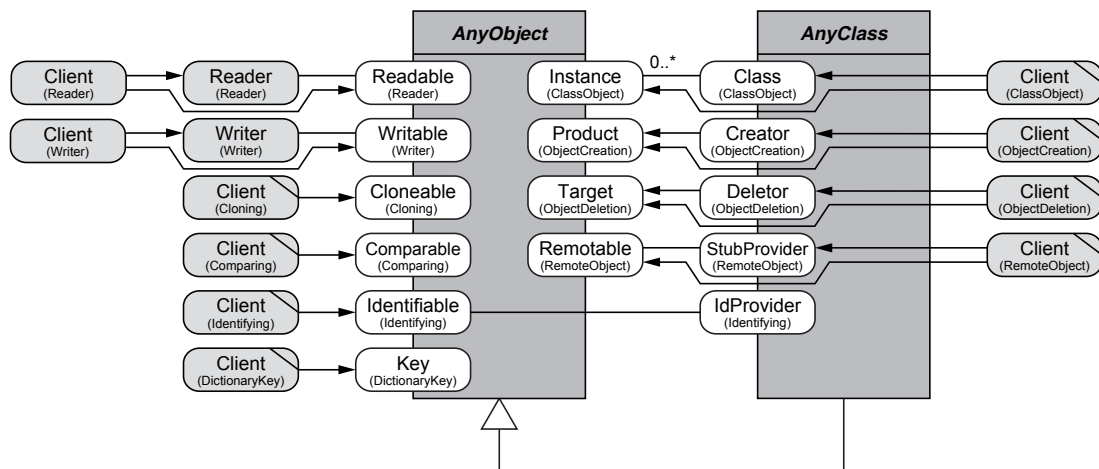 AnyObject AnyClass
0..*
Client Reader Readable Instance Class Client
(Reader) (Reader) (Reader) (ClassObject) (ClassObject) (ClassObject)
Client Writer Writable Product Creator Client
(Writer) (Writer) (Writer) (ObjectCreation) (ObjectCreation) (ObjectCreation)
Client Cloneable Target Deletor Client
(Cloning) (Cloning) (ObjectDeletion) (ObjectDeletion) (ObjectDeletion)
Client Comparable Remotable StubProvider Client
(Comparing) (Comparing) (RemoteObject) (RemoteObject) (RemoteObject)
Client Identifiable IdProvider
(Identifying) (Identifying) (Identifying)
Client Key
(DictionaryKey) (DictionaryKey)